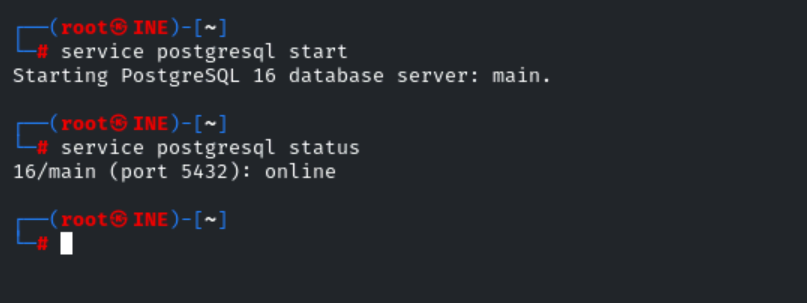 ┌──(root㉿INE)-[~]
└─# service postgresql start
Starting PostgreSQL 16 database server: main.
┌──(root㉿INE)-[~]
└─# service postgresql status
16/main (port 5432): online
┌──(root㉿INE)-[~]
└─#